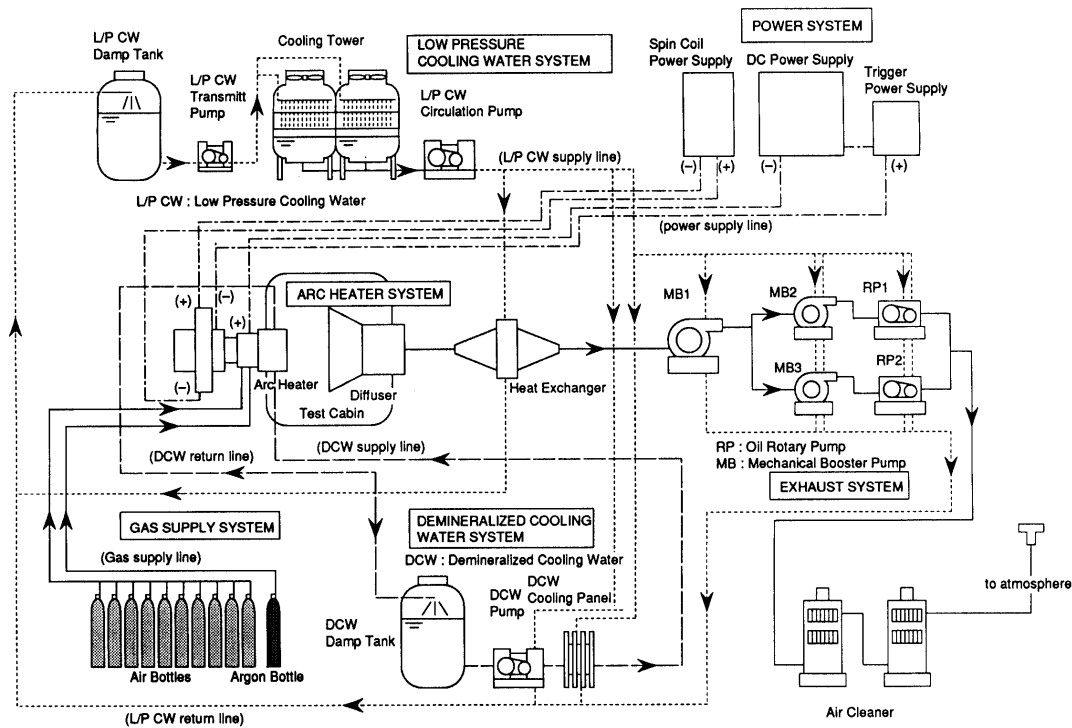 L/P CW
Damp Tank
Cooling Tower
LOW PRESSURE
COOLING WATER SYSTEM
L/P CW
Transmitt
Pump
L/P CW
Circulation Pump
L/P CW : Low Pressure Cooling Water
(L/P CW supply line)
POWER SYSTEM
Spin Coil
Power Supply
DC Power Supply
Trigger
Power Supply
(-)
(+)
(-)
(+)
(power supply line)
ARC HEATER SYSTEM
(+)
(-)
(+)
(-)
Arc Heater
Diffuser
Test Cabin
Heat Exchanger
MB1
MB2
RP1
MB3
RP2
RP : Oil Rotary Pump
MB : Mechanical Booster Pump
EXHAUST SYSTEM
(DCW return line)
(DCW supply line)
GAS SUPPLY SYSTEM
(Gas supply line)
Air Bottles
Argon Bottle
DEMINERALIZED COOLING
WATER SYSTEM
DCW : Demineralized Cooling Water
DCW
Damp Tank
DCW
Pump
DCW
Cooling Panel
to atmosphere
Air Cleaner
(L/P CW return line)